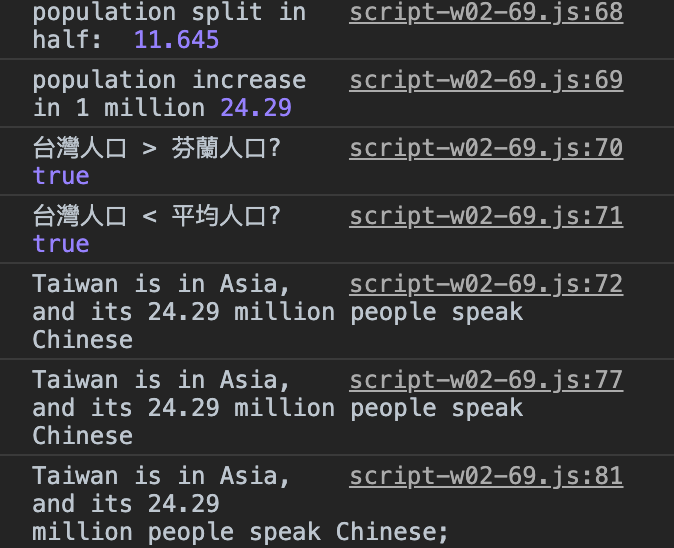 population split in script-w02-69.js:68
half: 11.645
population increase script-w02-69.js:69
in 1 million 24.29
台灣人口 > 芬蘭人口? script-w02-69.js:70
true
台灣人口 < 平均人口? script-w02-69.js:71
true
Taiwan is in Asia, script-w02-69.js:72
and its 24.29 million people speak
Chinese
Taiwan is in Asia, script-w02-69.js:77
and its 24.29 million people speak
Chinese
Taiwan is in Asia, script-w02-69.js:81
and its 24.29
million people speak Chinese;